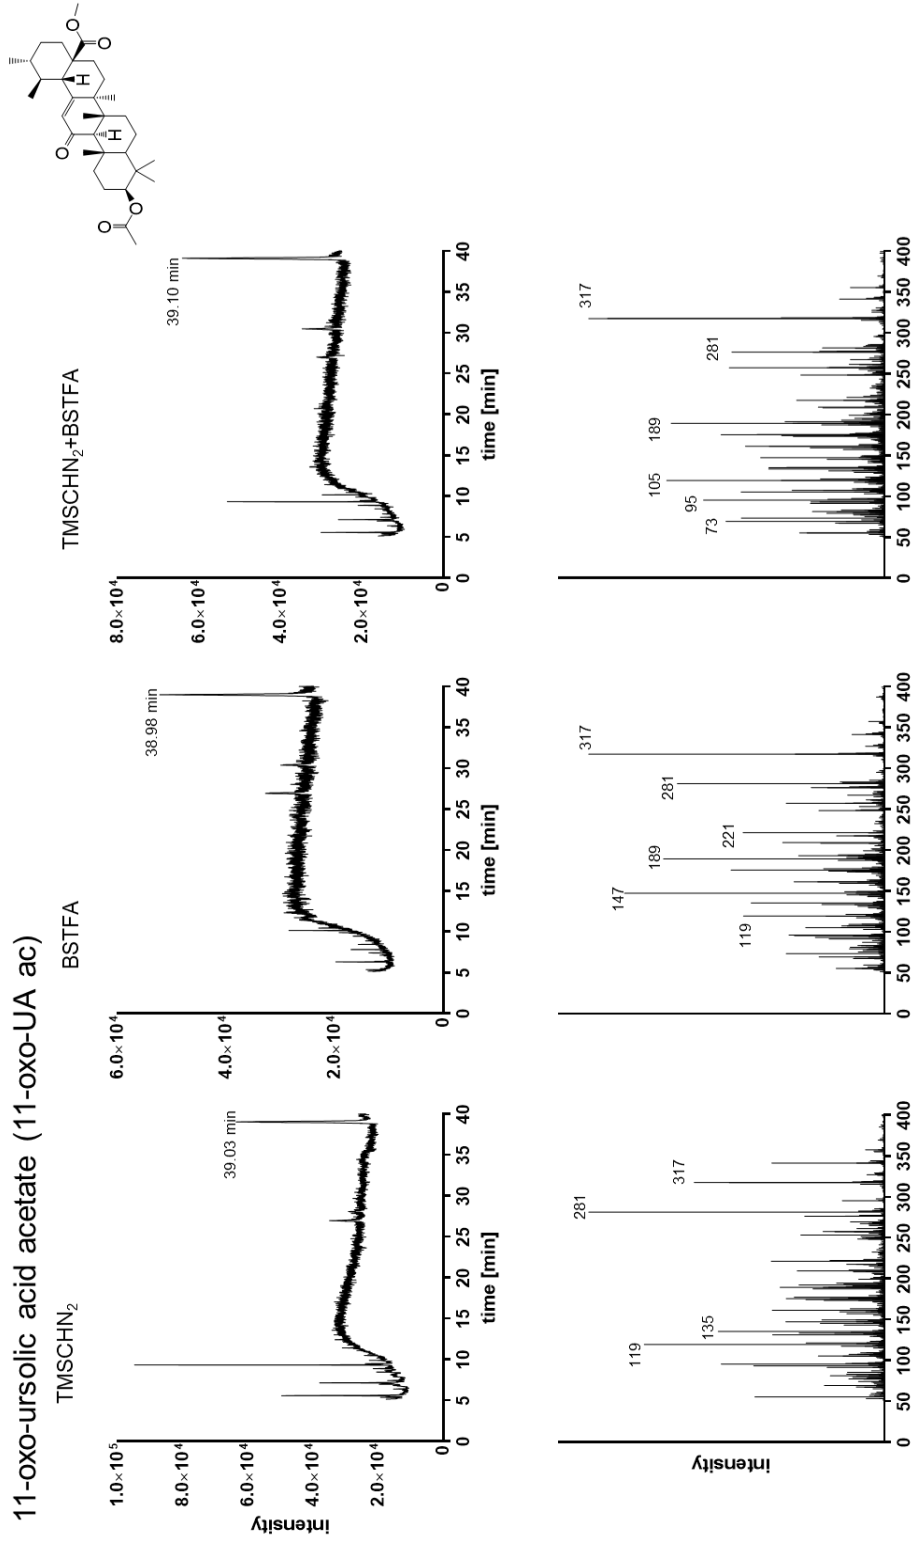 11-oxo-ursolic acid acetate (11-oxo-UA ac)
TMSCHN2
BSTFA
TMSCHN2+BSTFA
O
O
H
H
O
O
O
intensity
1.0×10^5
8.0×10^4
6.0×10^4
4.0×10^4
2.0×10^4
0
39.03 min
0 5 10 15 20 25 30 35 40
time [min]
6.0×10^4
4.0×10^4
2.0×10^4
0
38.98 min
0 5 10 15 20 25 30 35 40
time [min]
8.0×10^4
6.0×10^4
4.0×10^4
2.0×10^4
0
39.10 min
0 5 10 15 20 25 30 35 40
time [min]
intensity
119
135
281
317
0 50 100 150 200 250 300 350 400
119
147
189
221
281
317
0 50 100 150 200 250 300 350 400
73
95
105
189
281
317
0 50 100 150 200 250 300 350 400